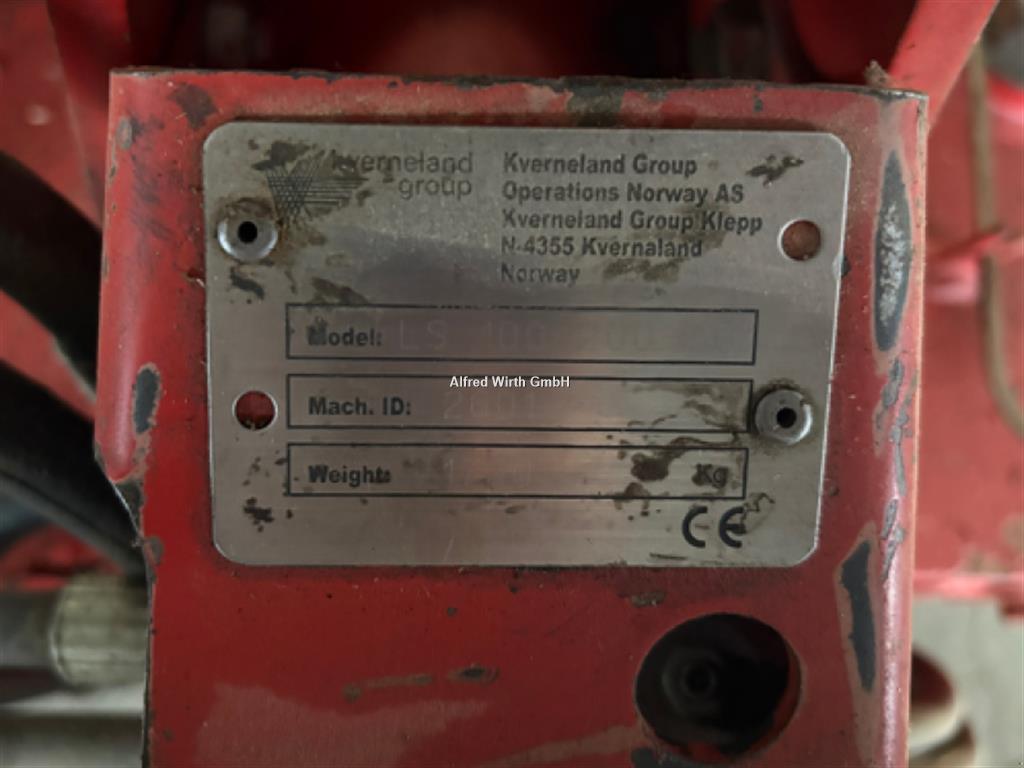 kverneland
group
Kverneland Group
Operations Norway AS
Kverneland Group Klepp
N-4355 Kvernaland
Norway
Model: LS
Alfred Wirth GmbH
Mach. ID:
Weight: Kg
CE